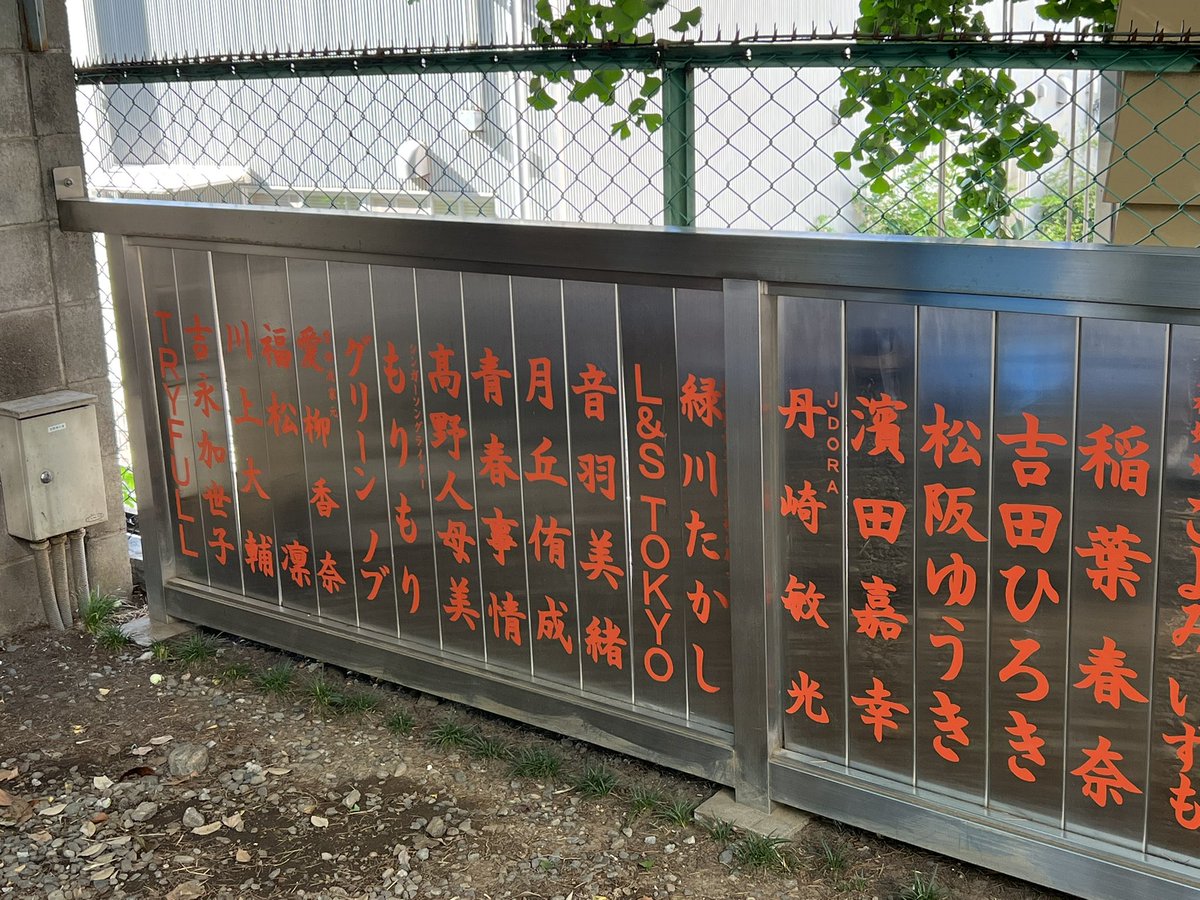 稲葉春奈
吉田ひろき
松阪ゆうき
濱田嘉幸
JDORA
丹崎敏光
緑川たかし
L&S TOKYO
音羽美緒
月丘侑成
青春事情
髙野人母美
シンガーソングライター
もりもり
グリーンノブ
愛柳香奈
福松凛
川上大輔
吉永加世子
TRYFULL